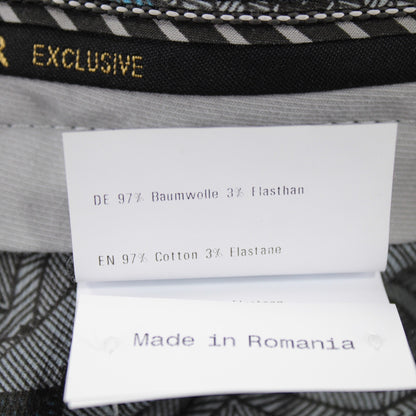 R EXCLUSIVE
DE 97% Baumwolle 3% Elasthan
EN 97% Cotton 3% Elastane
Made in Romania